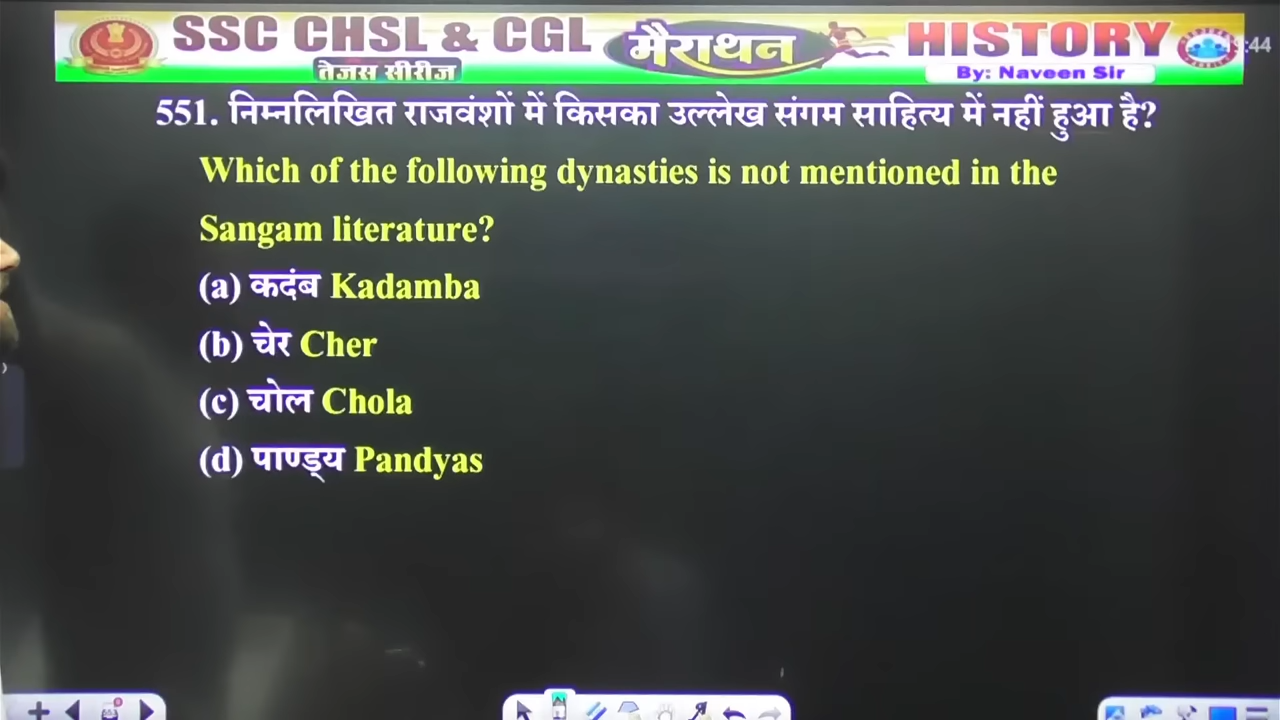 SSC CHSL & CGL
तेजस सीरीज
मैराथन
HISTORY
By: Naveen Sir
:44
551. निम्नलिखित राजवंशों में किसका उल्लेख संगम साहित्य में नहीं हुआ है?
Which of the following dynasties is not mentioned in the
Sangam literature?
(a) कदंब Kadamba
(b) चेर Cher
(c) चोल Chola
(d) पाण्ड्य Pandyas